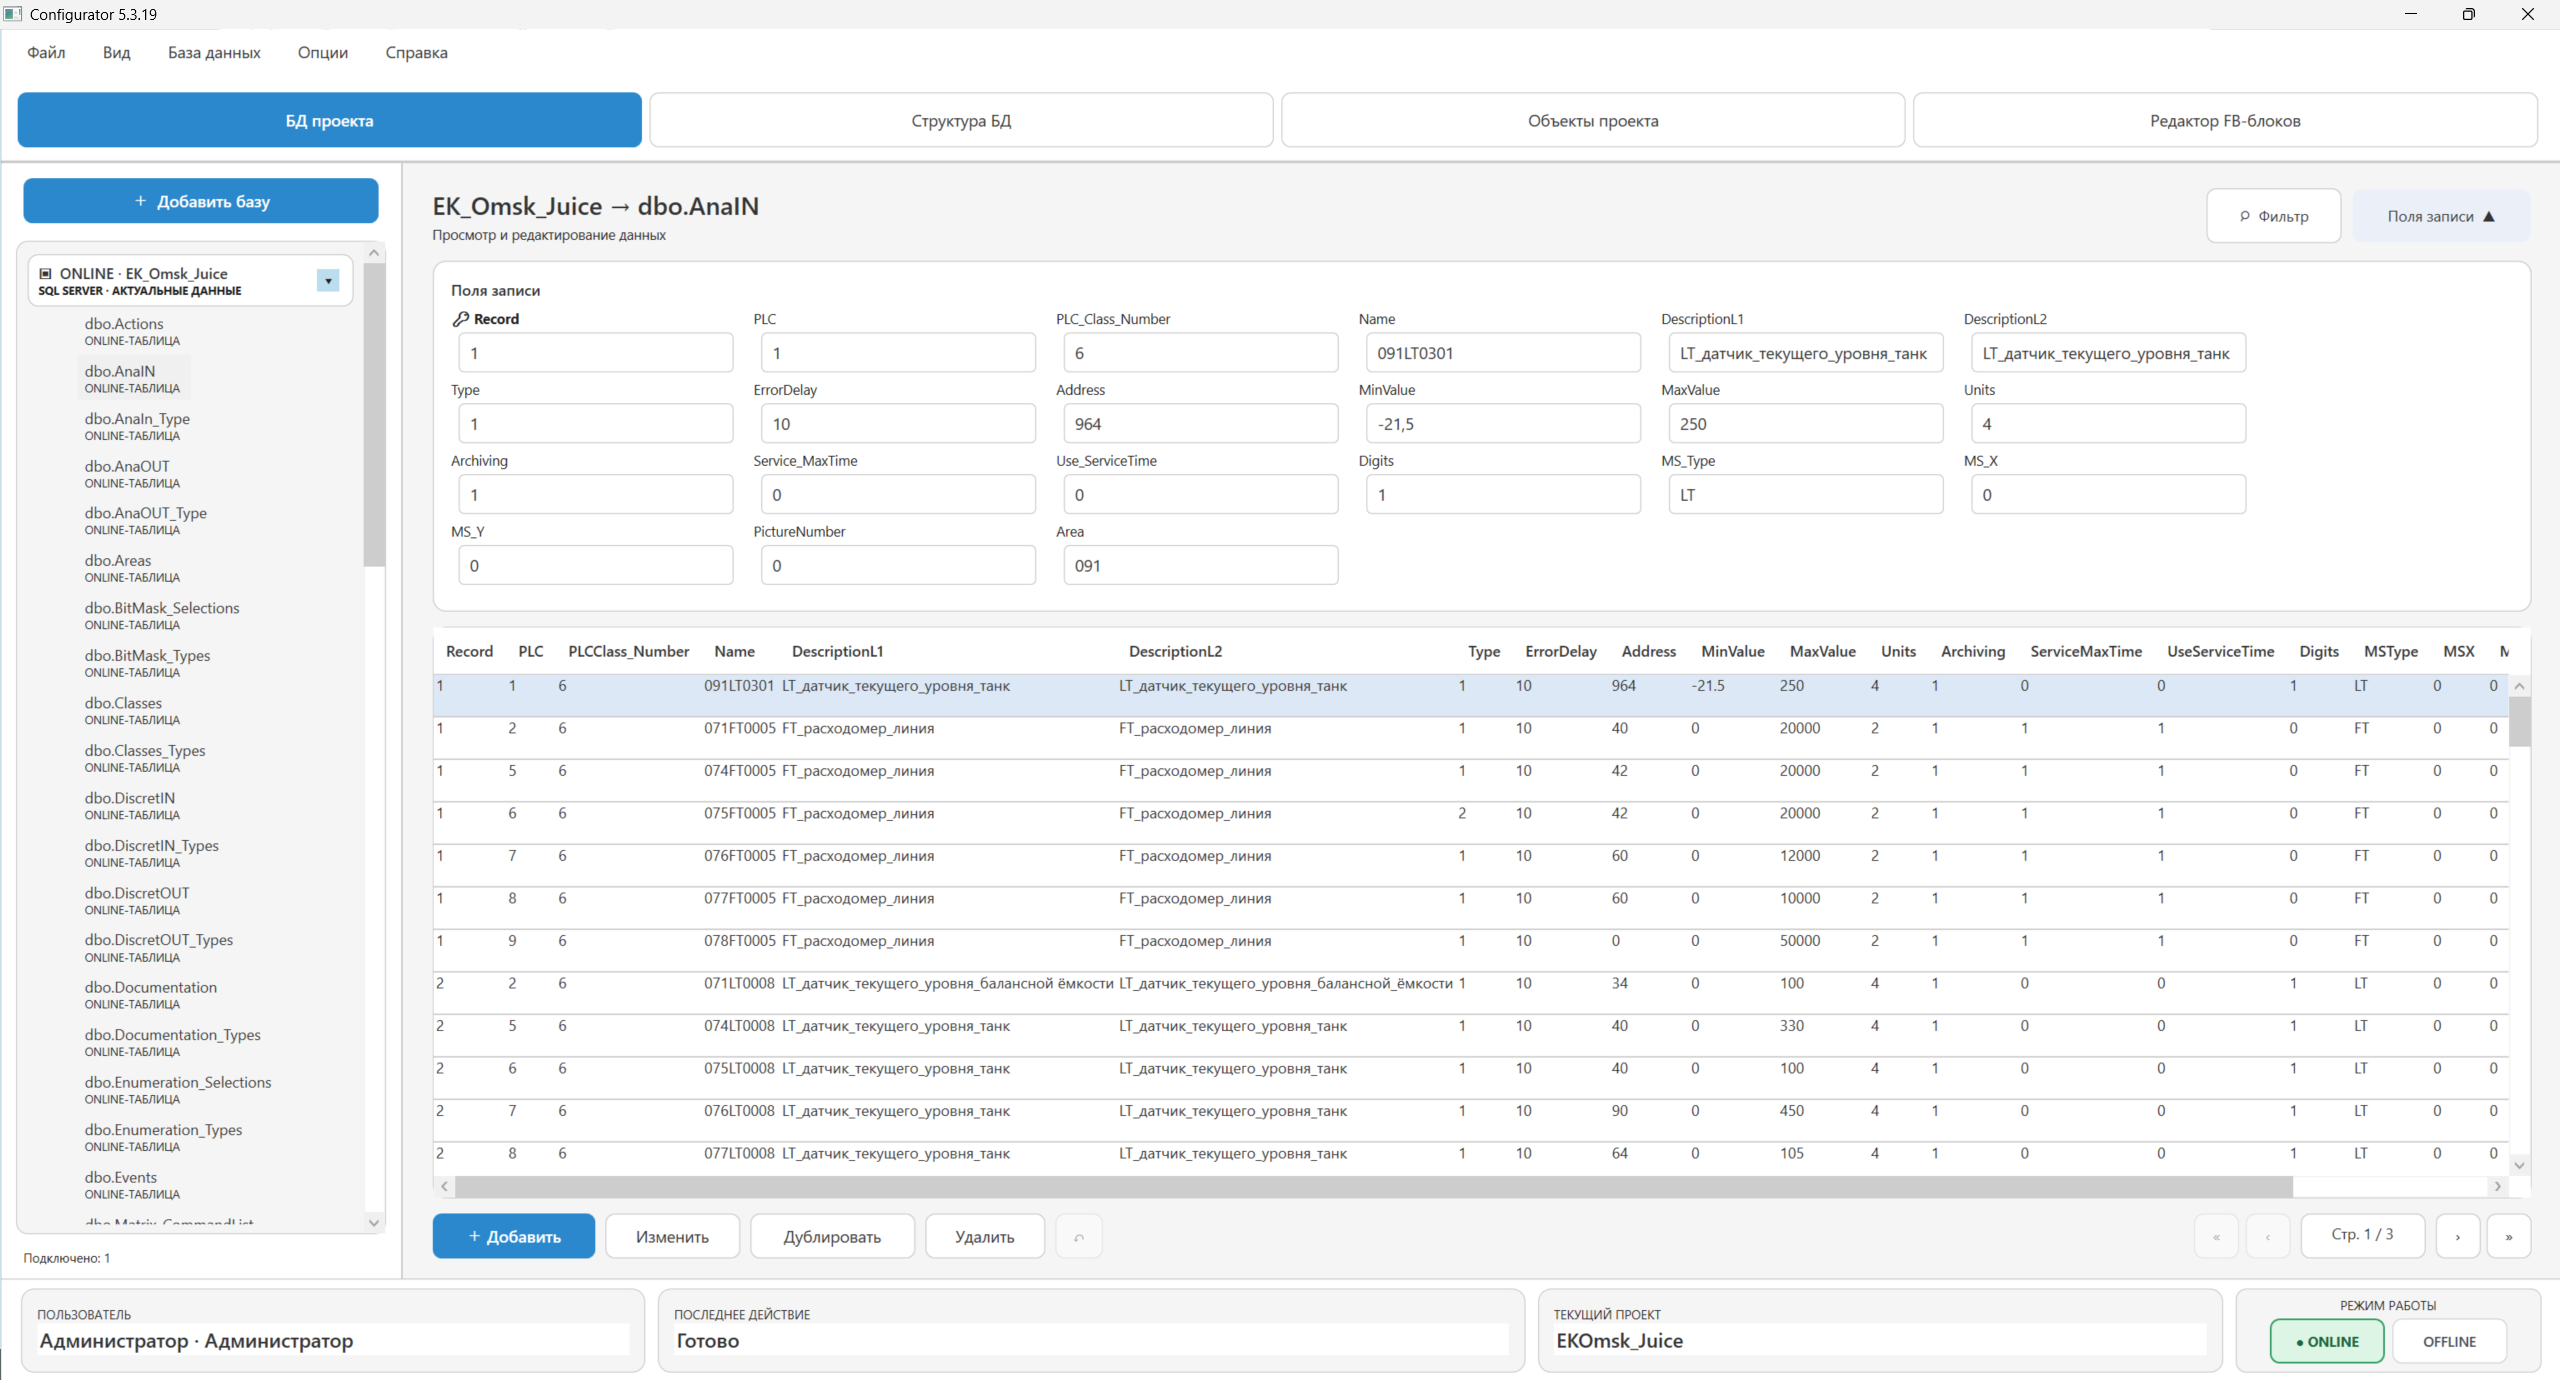 Configurator 5.3.19
Файл Вид База данных Опции Справка
БД проекта Структура БД Объекты проекта Редактор FB-блоков
+ Добавить базу
ONLINE · EK_Omsk_Juice
SQL SERVER · АКТУАЛЬНЫЕ ДАННЫЕ
dbo.Actions
ONLINE-ТАБЛИЦА
dbo.AnaIN
ONLINE-ТАБЛИЦА
dbo.AnaIn_Type
ONLINE-ТАБЛИЦА
dbo.AnaOUT
ONLINE-ТАБЛИЦА
dbo.AnaOUT_Type
ONLINE-ТАБЛИЦА
dbo.Areas
ONLINE-ТАБЛИЦА
dbo.BitMask_Selections
ONLINE-ТАБЛИЦА
dbo.BitMask_Types
ONLINE-ТАБЛИЦА
dbo.Classes
ONLINE-ТАБЛИЦА
dbo.Classes_Types
ONLINE-ТАБЛИЦА
dbo.DiscretIN
ONLINE-ТАБЛИЦА
dbo.DiscretIN_Types
ONLINE-ТАБЛИЦА
dbo.DiscretOUT
ONLINE-ТАБЛИЦА
dbo.DiscretOUT_Types
ONLINE-ТАБЛИЦА
dbo.Documentation
ONLINE-ТАБЛИЦА
dbo.Documentation_Types
ONLINE-ТАБЛИЦА
dbo.Enumeration_Selections
ONLINE-ТАБЛИЦА
dbo.Enumeration_Types
ONLINE-ТАБЛИЦА
dbo.Events
ONLINE-ТАБЛИЦА
Подключено: 1
EK_Omsk_Juice → dbo.AnaIN
Просмотр и редактирование данных
Фильтр Поля записи ▲
Поля записи
Record PLC PLC_Class_Number Name DescriptionL1 DescriptionL2
1 1 6 091LT0301 LT_датчик_текущего_уровня_танк LT_датчик_текущего_уровня_танк
Type ErrorDelay Address MinValue MaxValue Units
1 10 964 -21,5 250 4
Archiving Service_MaxTime Use_ServiceTime Digits MS_Type MS_X
1 0 0 1 LT 0
MS_Y PictureNumber Area
0 0 091
Record PLC PLCClass_Number Name DescriptionL1 DescriptionL2 Type ErrorDelay Address MinValue MaxValue Units Archiving ServiceMaxTime UseServiceTime Digits MSType MSX
1 1 6 091LT0301 LT_датчик_текущего_уровня_танк LT_датчик_текущего_уровня_танк 1 10 964 -21.5 250 4 1 0 0 1 LT 0 0
1 2 6 071FT0005 FT_расходомер_линия FT_расходомер_линия 1 10 40 0 20000 2 1 1 1 0 FT 0 0
1 5 6 074FT0005 FT_расходомер_линия FT_расходомер_линия 1 10 42 0 20000 2 1 1 1 0 FT 0 0
1 6 6 075FT0005 FT_расходомер_линия FT_расходомер_линия 2 10 42 0 20000 2 1 1 1 0 FT 0 0
1 7 6 076FT0005 FT_расходомер_линия FT_расходомер_линия 1 10 60 0 12000 2 1 1 1 0 FT 0 0
1 8 6 077FT0005 FT_расходомер_линия FT_расходомер_линия 1 10 60 0 10000 2 1 1 1 0 FT 0 0
1 9 6 078FT0005 FT_расходомер_линия FT_расходомер_линия 1 10 0 0 50000 2 1 1 1 0 FT 0 0
2 2 6 071LT0008 LT_датчик_текущего_уровня_балансной ёмкости LT_датчик_текущего_уровня_балансной_ёмкости 1 10 34 0 100 4 1 0 0 1 LT 0 0
2 5 6 074LT0008 LT_датчик_текущего_уровня_танк LT_датчик_текущего_уровня_танк 1 10 40 0 330 4 1 0 0 1 LT 0 0
2 6 6 075LT0008 LT_датчик_текущего_уровня_танк LT_датчик_текущего_уровня_танк 1 10 40 0 100 4 1 0 0 1 LT 0 0
2 7 6 076LT0008 LT_датчик_текущего_уровня_танк LT_датчик_текущего_уровня_танк 1 10 90 0 450 4 1 0 0 1 LT 0 0
2 8 6 077LT0008 LT_датчик_текущего_уровня_танк LT_датчик_текущего_уровня_танк 1 10 64 0 105 4 1 0 0 1 LT 0 0
+ Добавить Изменить Дублировать Удалить « ‹ Стр. 1 / 3 › »
ПОЛЬЗОВАТЕЛЬ
Администратор · Администратор
ПОСЛЕДНЕЕ ДЕЙСТВИЕ
Готово
ТЕКУЩИЙ ПРОЕКТ
EKOmsk_Juice
РЕЖИМ РАБОТЫ
• ONLINE OFFLINE